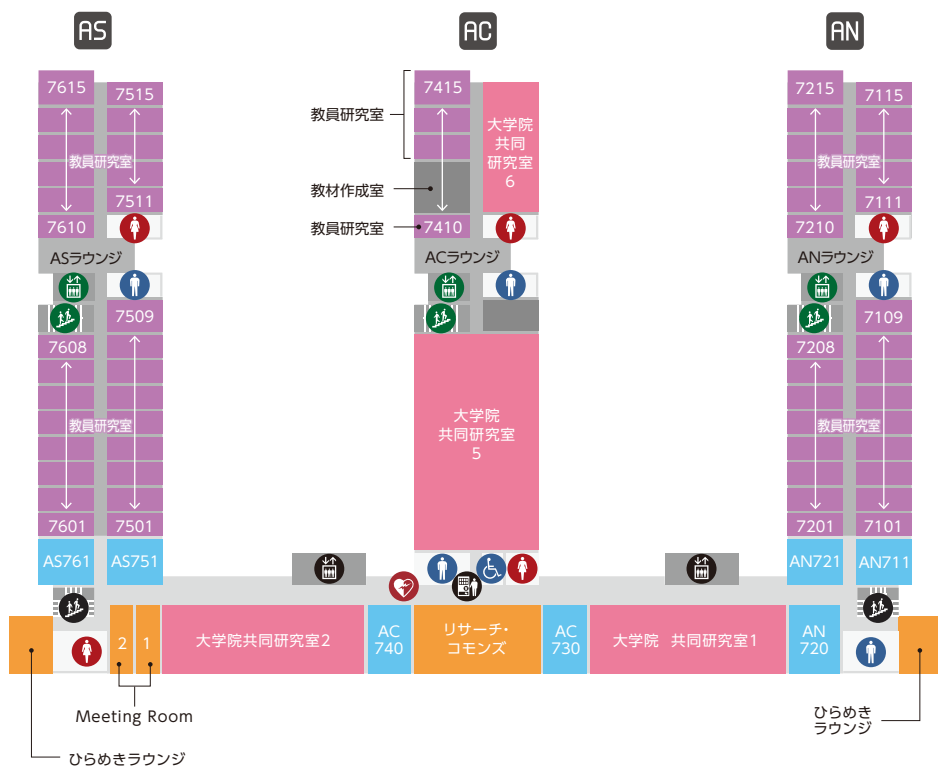 AS
AC
AN
7615
7515
教員研究室
7511
7610
ASラウンジ
7509
7608
教員研究室
7601
7501
AS761
AS751
教員研究室
7415
大学院
共同
研究室
6
教材作成室
教員研究室
7410
ACラウンジ
大学院
共同研究室
5
7215
7115
教員研究室
7111
7210
ANラウンジ
7109
7208
教員研究室
7201
7101
AN721
AN711
2
1
大学院共同研究室2
AC
740
リサーチ・
コモンズ
AC
730
大学院 共同研究室1
AN
720
Meeting Room
ひらめきラウンジ
ひらめき
ラウンジ